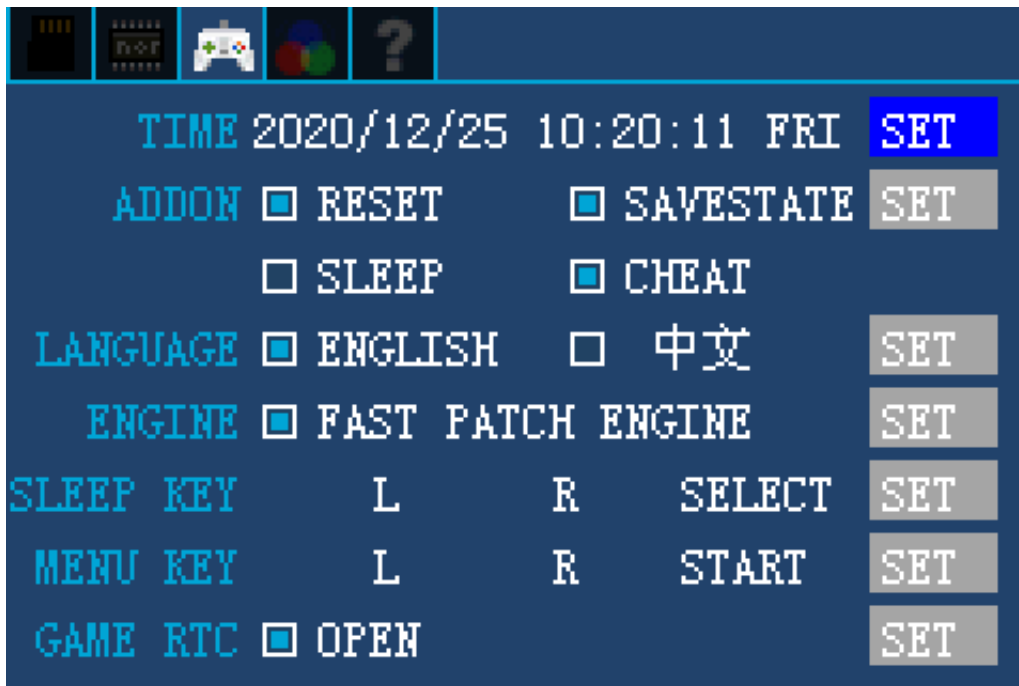 nor ?
TIME 2020/12/25 10:20:11 FRI SET
ADDON RESET SAVESTATE SET
SLEEP CHEAT
LANGUAGE ENGLISH 中文 SET
ENGINE FAST PATCH ENGINE SET
SLEEP KEY L R SELECT SET
MENU KEY L R START SET
GAME RTC OPEN SET